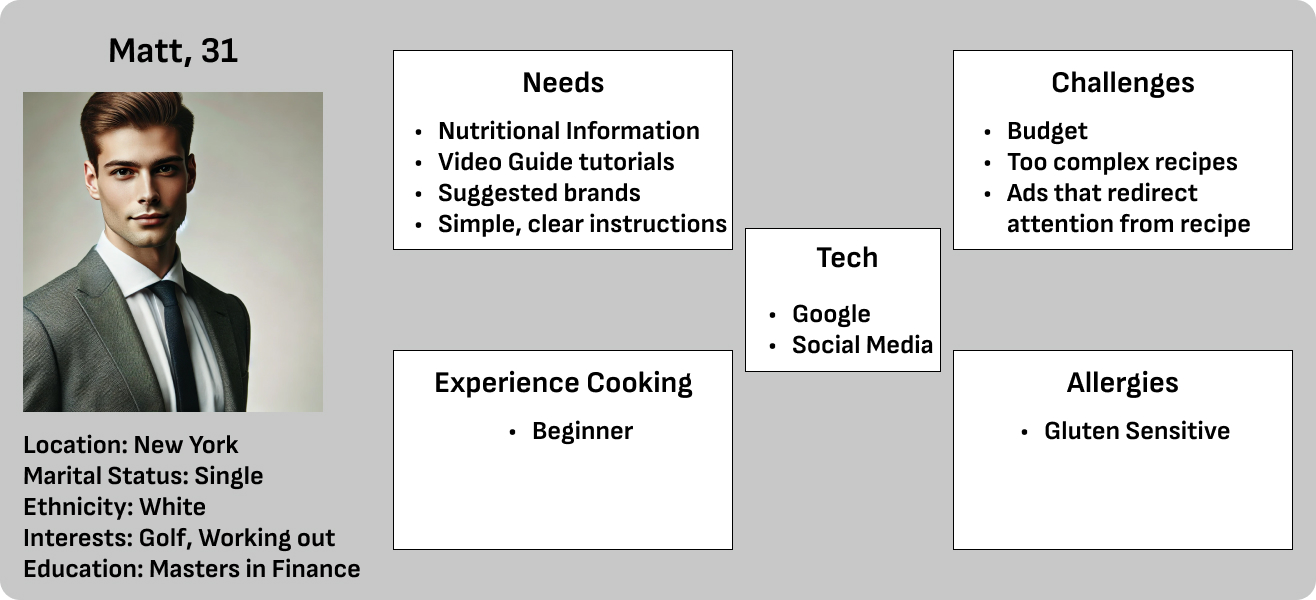 Matt, 31
Location: New York
Marital Status: Single
Ethnicity: White
Interests: Golf, Working out
Education: Masters in Finance
Needs
• Nutritional Information
• Video Guide tutorials
• Suggested brands
• Simple, clear instructions
Experience Cooking
• Beginner
Tech
• Google
• Social Media
Challenges
• Budget
• Too complex recipes
• Ads that redirect
attention from recipe
Allergies
• Gluten Sensitive